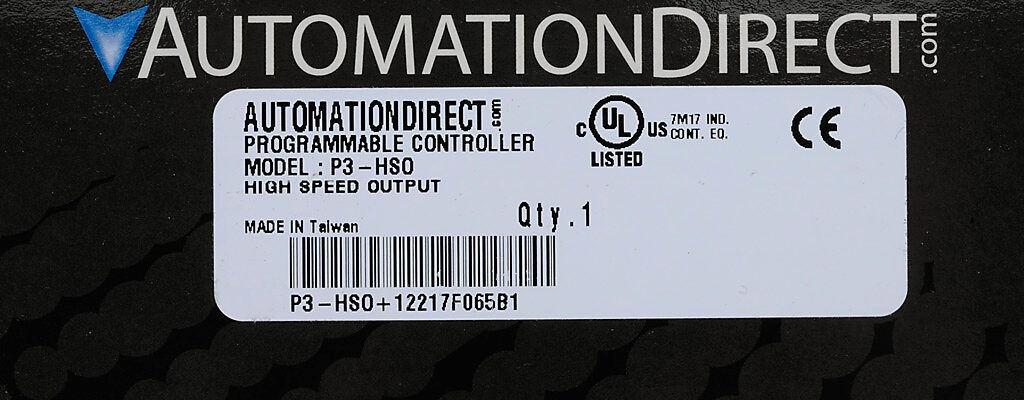 AUTOMATIONDIRECT.com
AUTOMATIONDIRECT.com
PROGRAMMABLE CONTROLLER
MODEL : P3-HSO
HIGH SPEED OUTPUT
C UL US LISTED
7M17 IND.
CONT. EQ.
CE
Qty.1
MADE IN Taiwan
P3-HSO+12217F065B1